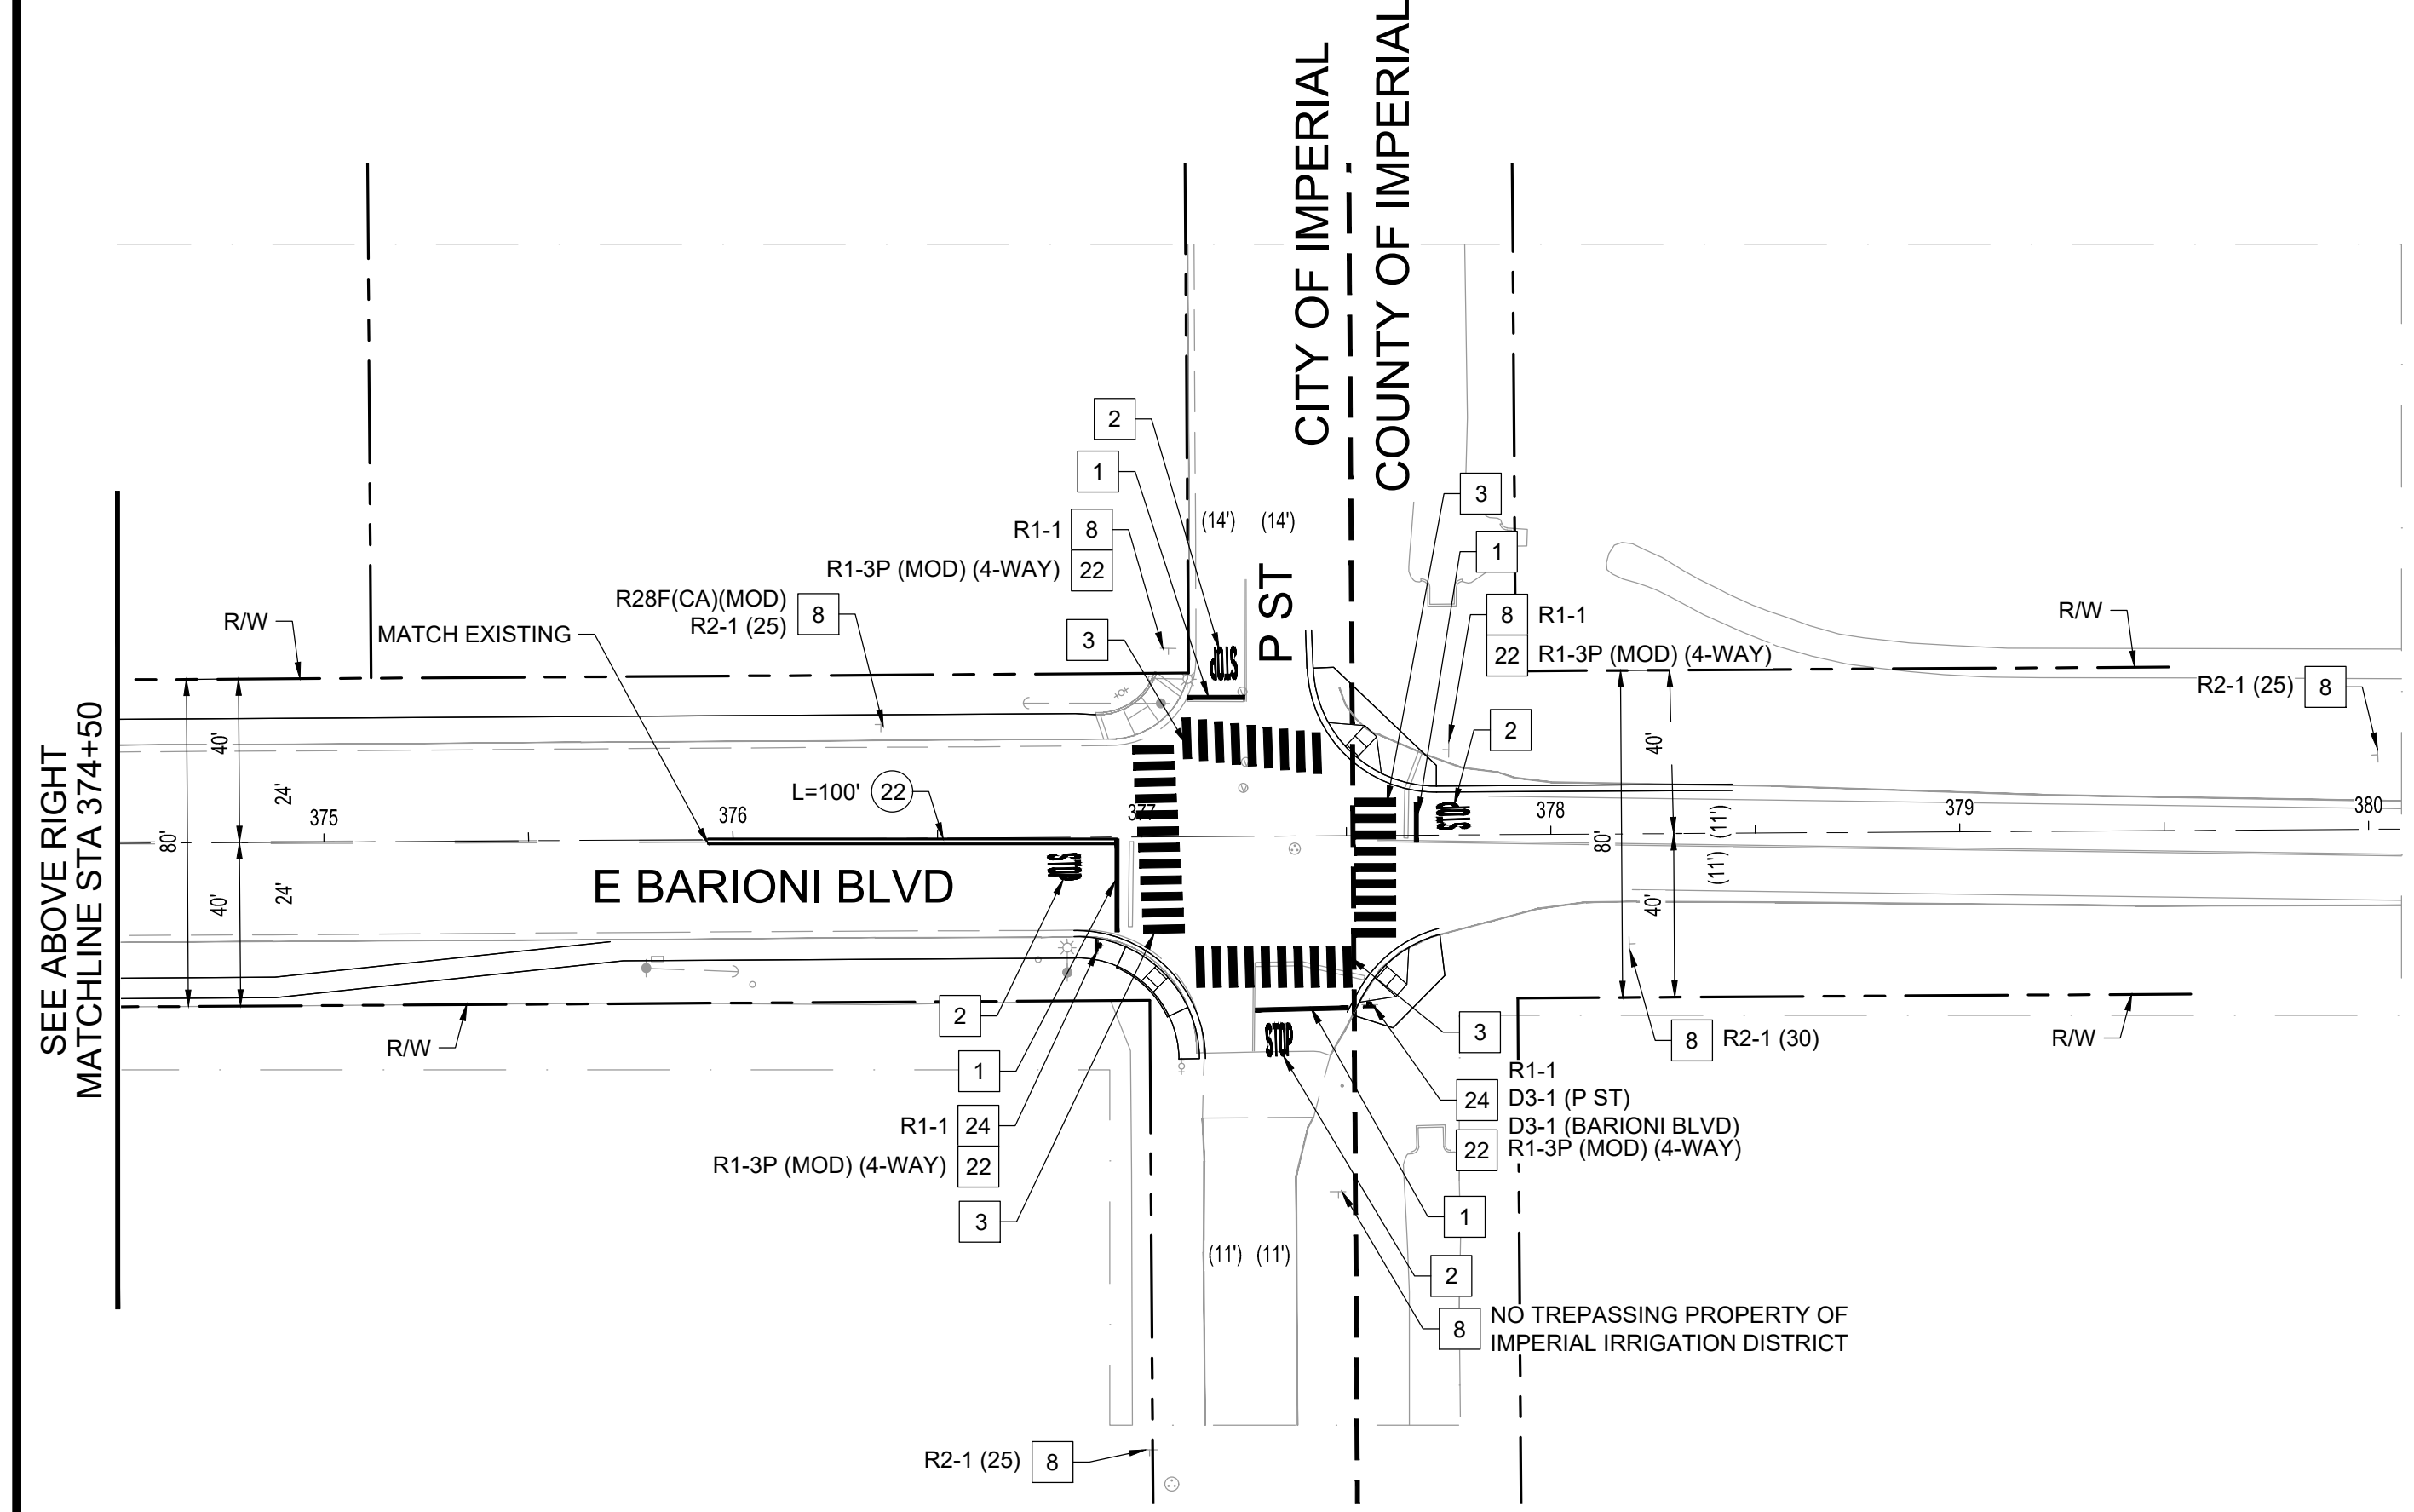 CITY OF IMPERIAL
COUNTY OF IMPERIAL
2
1
R1-1 8
R1-3P (MOD) (4-WAY) 22
(14') (14')
3
1
P ST
R28F(CA)(MOD)
R2-1 (25) 8
R/W
MATCH EXISTING
3
STOP
8 R1-1
22 R1-3P (MOD) (4-WAY)
R/W
R2-1 (25) 8
2
SEE ABOVE RIGHT
MATCHLINE STA 374+50
80'
40'
40'
24'
24'
L=100' 22
375
376
377
378
379
380
STOP
80'
40'
40'
(11')
(11')
STOP
E BARIONI BLVD
R/W
2
1
R1-1 24
R1-3P (MOD) (4-WAY) 22
3
STOP
3
8 R2-1 (30)
R/W
R1-1
24 D3-1 (P ST)
D3-1 (BARIONI BLVD)
22 R1-3P (MOD) (4-WAY)
1
(11') (11')
2
8 NO TREPASSING PROPERTY OF
IMPERIAL IRRIGATION DISTRICT
R2-1 (25) 8